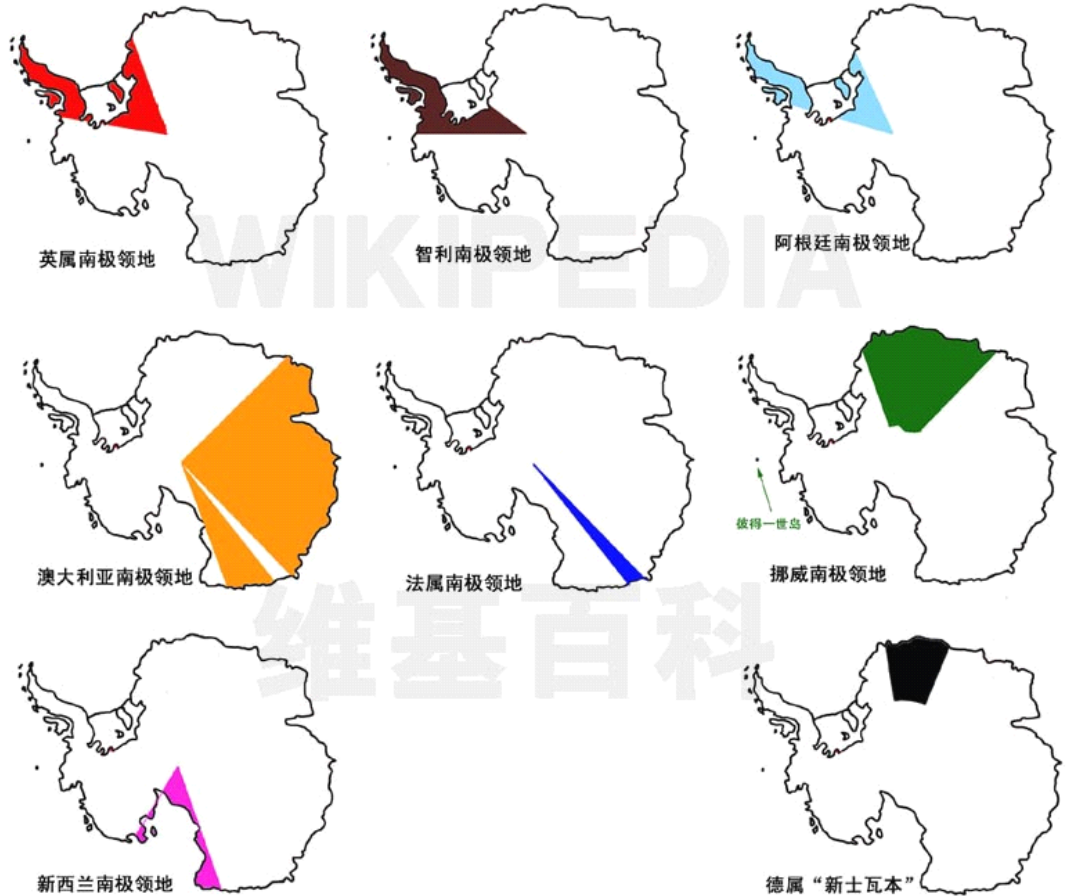 英属南极领地
智利南极领地
阿根廷南极领地
WIKIPEDIA
彼得一世岛
澳大利亚南极领地
法属南极领地
挪威南极领地
维基百科
新西兰南极领地
德属“新士瓦本”